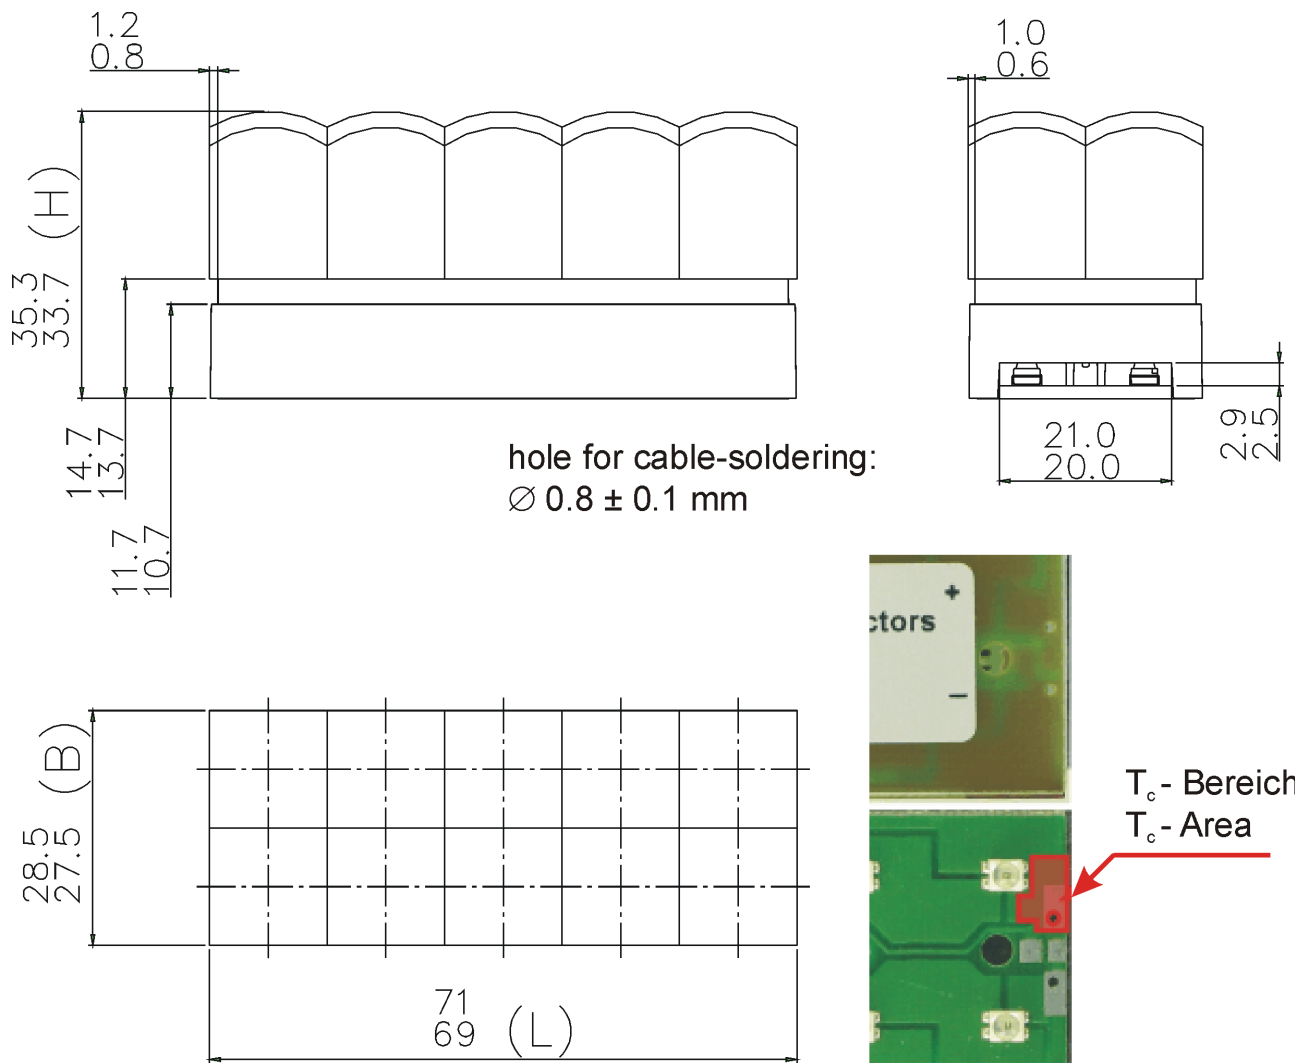 1.2
0.8
1.0
0.6
35.3
33.7 (H)
14.7
13.7
11.7
10.7
21.0
20.0
2.9
2.5
hole for cable-soldering:
∅ 0.8 ± 0.1 mm
+
ctors
−
28.5
27.5 (B)
71
69 (L)
Tc - Bereich
Tc - Area